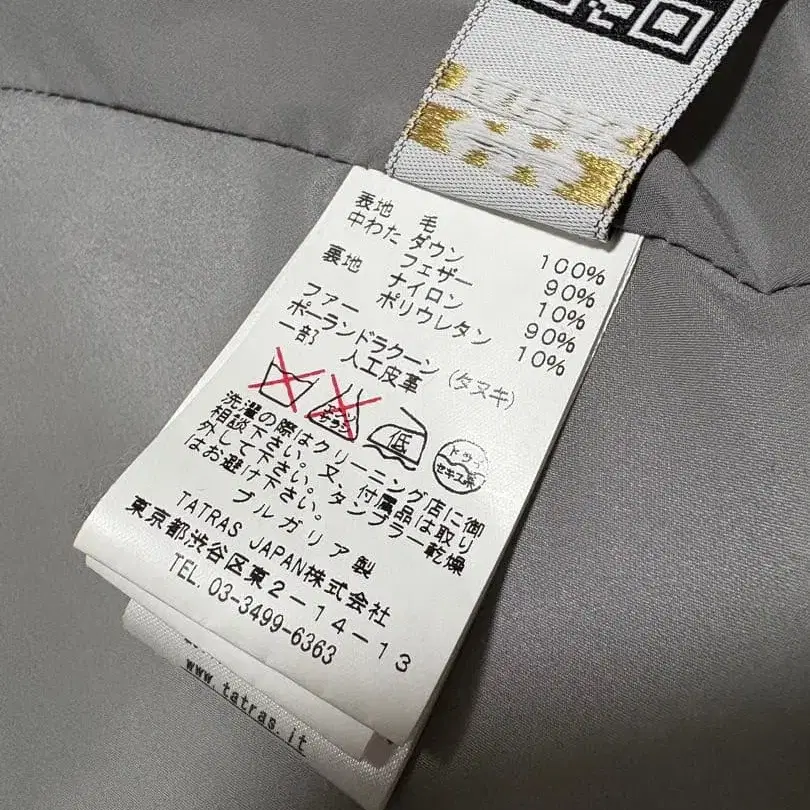 表地 毛 100%
中わた ダウン 90%
フェザー 10%
裏地 ナイロン 90%
ポリウレタン 10%
ファー
ポーランドラクーン (タヌキ)
一部 人工皮革
エンソ
サラシ
低
ドライ
セキユ系
洗濯の際はクリーニング店に御
相談下さい。又、付属品は取り
外して下さい。タンブラー乾燥
はお避け下さい。
ブルガリア製
TATRAS JAPAN株式会社
東京都渋谷区東2-14-13
TEL. 03-3499-6363
www.tatras.it